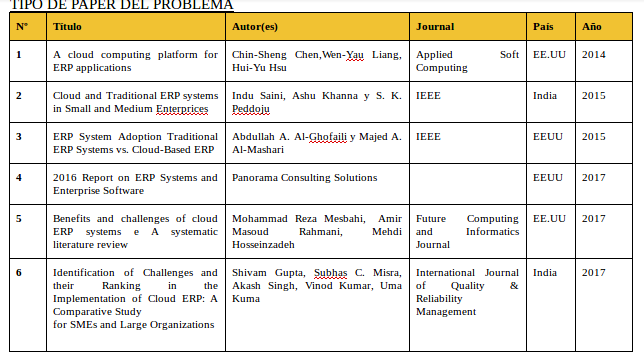 TIPO DE PAPER DEL PROBLEMA
Nº Título Autor(es) Journal País Año
1 A cloud computing platform for Chin-Sheng Chen,Wen-Yau Liang, Applied Soft EE.UU 2014
ERP applications Hui-Yu Hsu Computing
2 Cloud and Traditional ERP systems Indu Saini, Ashu Khanna y S. K. IEEE India 2015
in Small and Medium Enterprices Peddoju
3 ERP System Adoption Traditional Abdullah A. Al-Ghofaili y Majed A. IEEE EEUU 2015
ERP Systems vs. Cloud-Based ERP Al-Mashari
4 2016 Report on ERP Systems and Panorama Consulting Solutions EEUU 2017
Enterprise Software
5 Benefits and challenges of cloud Mohammad Reza Mesbahi, Amir Future Computing EE.UU 2017
ERP systems e A systematic Masoud Rahmani, Mehdi and Informatics
literature review Hosseinzadeh Journal
6 Identification of Challenges and Shivam Gupta, Subhas C. Misra, International Journal India 2017
their Ranking in the Akash Singh, Vinod Kumar, Uma of Quality &
Implementation of Cloud ERP: A Kuma Reliability
Comparative Study Management
for SMEs and Large Organizations